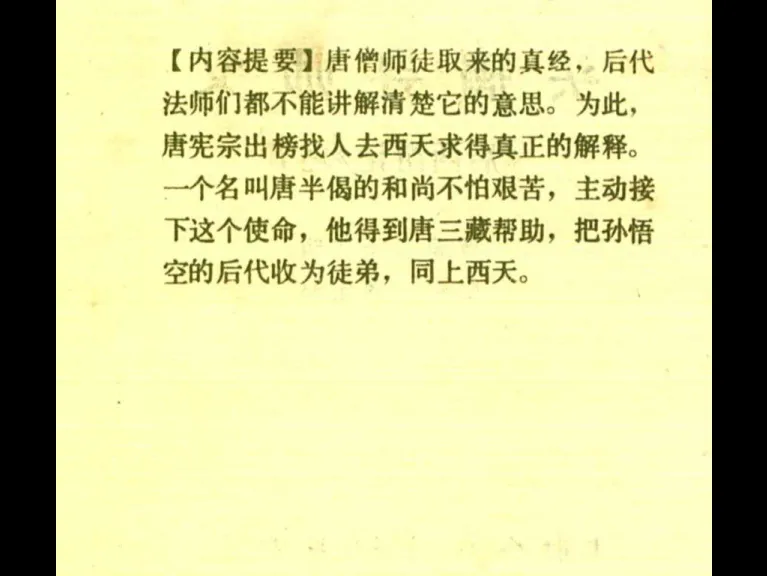 【内容提要】唐僧师徒取来的真经，后代
法师们都不能讲解清楚它的意思。为此，
唐宪宗出榜找人去西天求得真正的解释。
一个名叫唐半偈的和尚不怕艰苦，主动接
下这个使命，他得到唐三藏帮助，把孙悟
空的后代收为徒弟，同上西天。